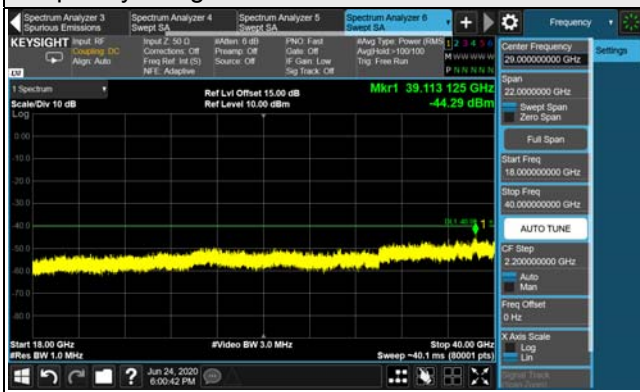 Spectrum Analyzer 3
Spurious Emissions
Spectrum Analyzer 4
Swept SA
Spectrum Analyzer 5
Swept SA
Spectrum Analyzer 6
Swept SA
Frequency
KEYSIGHT
Input: RF
Coupling: DC
Align: Auto
Input Z: 50 Ω
Corrections: Off
Freq Ref: Int (S)
NFE: Adaptive
#Atten: 6 dB
Preamp: Off
Source: Off
PNO: Fast
Gate: Off
IF Gain: Low
Sig Track: Off
#Avg Type: Power (RMS)
Avg|Hold:>100/100
Trig: Free Run
1 2 3 4 5 6
M W W W W W
P N N N N N
LXI
1 Spectrum
Scale/Div 10 dB
Log
Ref Lvl Offset 15.00 dB
Ref Level 10.00 dBm
Mkr1 39.113 125 GHz
-44.29 dBm
0.00
-10.0
-20.0
-30.0
-40.0
-50.0
-60.0
-70.0
-80.0
1
Start 18.00 GHz
#Res BW 1.0 MHz
#Video BW 3.0 MHz
Stop 40.00 GHz
Sweep ~40.1 ms (80001 pts)
Jun 24, 2020
6:00:42 PM
Center Frequency
29.000000000 GHz
Settings
Span
22.0000000 GHz
Swept Span
Zero Span
Full Span
Start Freq
18.000000000 GHz
Stop Freq
40.000000000 GHz
AUTO TUNE
CF Step
2.200000000 GHz
Auto
Man
Freq Offset
0 Hz
X Axis Scale
Log
Lin
Signal Track